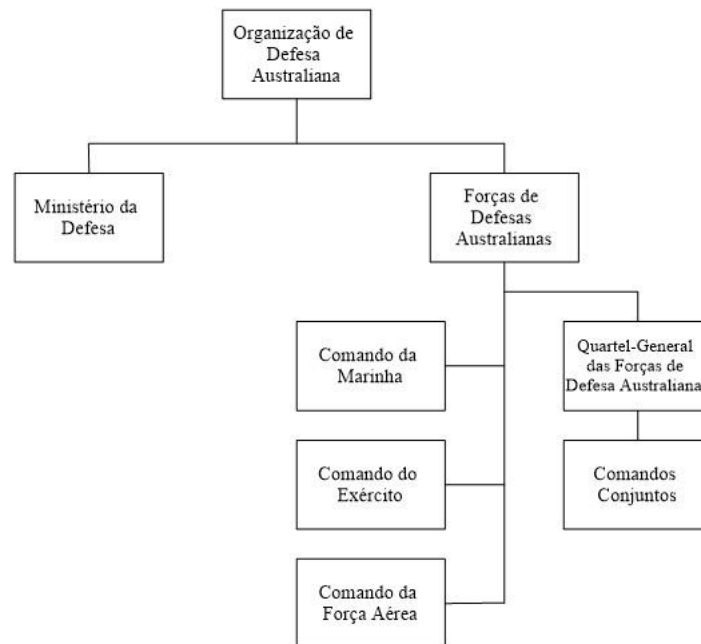 Organização de
Defesa
Australiana
Ministério da
Defesa
Forças de
Defesas
Australianas
Comando da
Marinha
Quartel-General
das Forças de
Defesa Australiana
Comando do
Exército
Comandos
Conjuntos
Comando da
Força Aérea